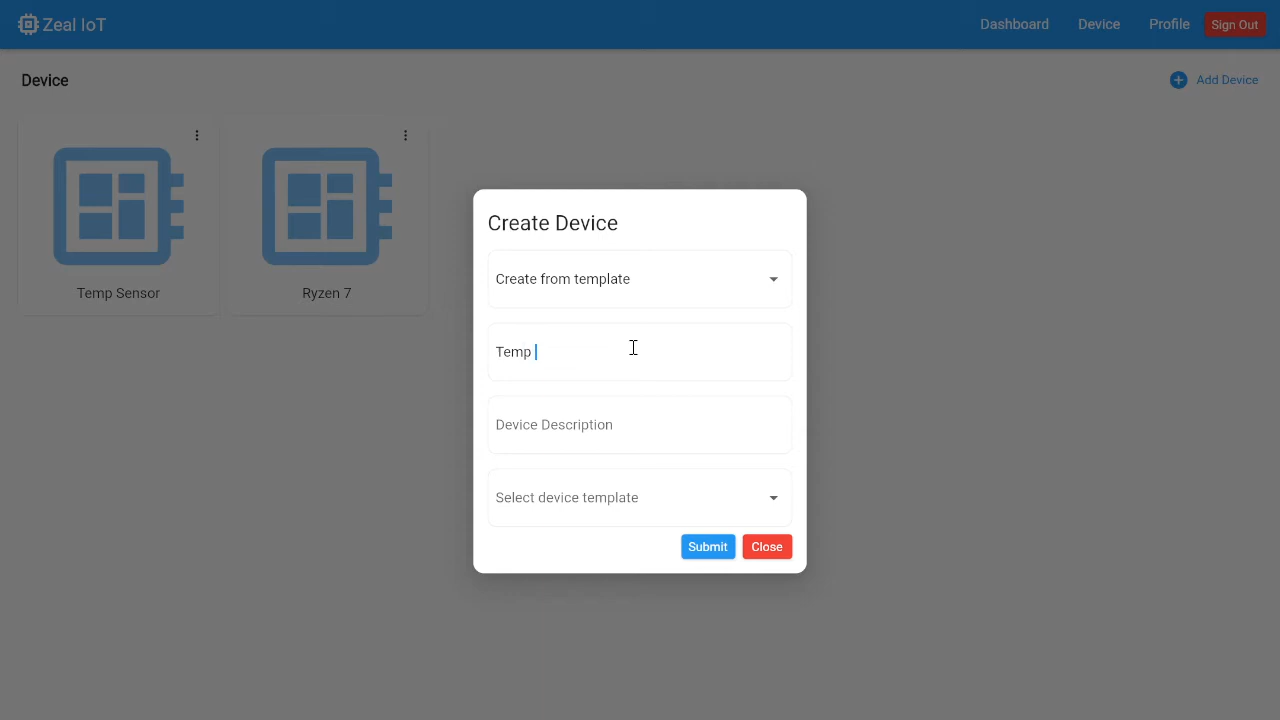 Zeal IoT
Dashboard
Device
Profile
Sign Out
Device
Add Device
Temp Sensor
Ryzen 7
Create Device
Create from template
Temp
Device Description
Select device template
Submit
Close